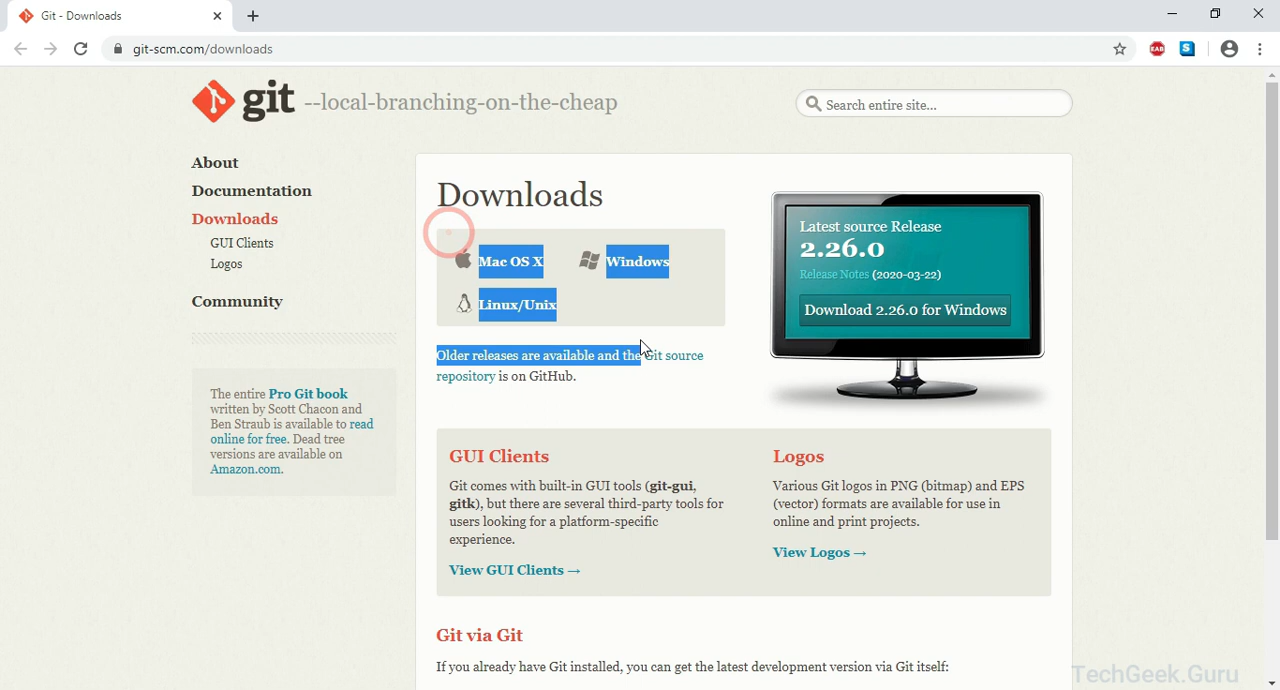 Git - Downloads
git-scm.com/downloads
git --local-branching-on-the-cheap
Search entire site...
About
Documentation
Downloads
GUI Clients
Logos
Community
The entire Pro Git book
written by Scott Chacon and
Ben Straub is available to read
online for free. Dead tree
versions are available on
Amazon.com.
Downloads
Mac OS X
Windows
Linux/Unix
Older releases are available and the Git source
repository is on GitHub.
Latest source Release
2.26.0
Release Notes (2020-03-22)
Download 2.26.0 for Windows
GUI Clients
Git comes with built-in GUI tools (git-gui,
gitk), but there are several third-party tools for
users looking for a platform-specific
experience.
View GUI Clients →
Logos
Various Git logos in PNG (bitmap) and EPS
(vector) formats are available for use in
online and print projects.
View Logos →
Git via Git
If you already have Git installed, you can get the latest development version via Git itself:
TechGeek.Guru